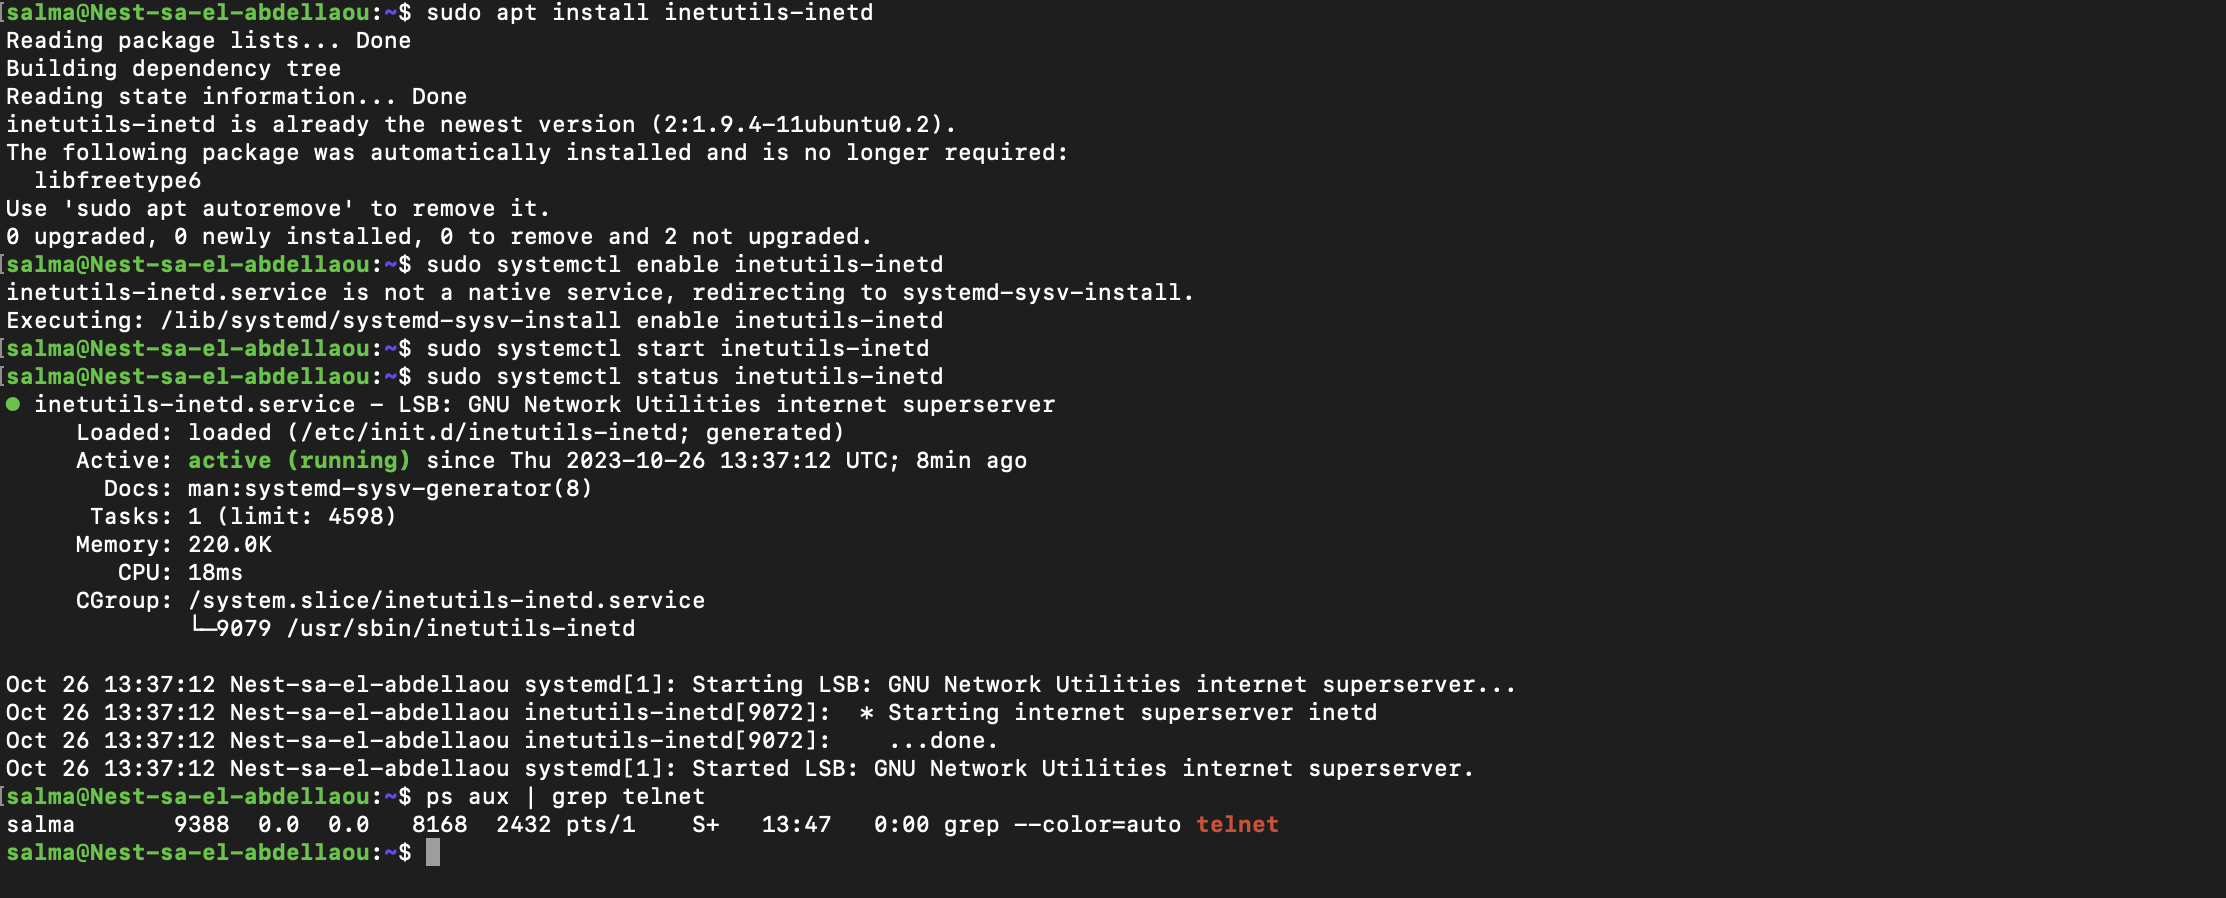 [salma@Nest-sa-el-abdellaou:~$ sudo apt install inetutils-inetd
Reading package lists... Done
Building dependency tree
Reading state information... Done
inetutils-inetd is already the newest version (2:1.9.4-11ubuntu0.2).
The following package was automatically installed and is no longer required:
  libfreetype6
Use 'sudo apt autoremove' to remove it.
0 upgraded, 0 newly installed, 0 to remove and 2 not upgraded.
[salma@Nest-sa-el-abdellaou:~$ sudo systemctl enable inetutils-inetd
inetutils-inetd.service is not a native service, redirecting to systemd-sysv-install.
Executing: /lib/systemd/systemd-sysv-install enable inetutils-inetd
[salma@Nest-sa-el-abdellaou:~$ sudo systemctl start inetutils-inetd
[salma@Nest-sa-el-abdellaou:~$ sudo systemctl status inetutils-inetd
● inetutils-inetd.service - LSB: GNU Network Utilities internet superserver
     Loaded: loaded (/etc/init.d/inetutils-inetd; generated)
     Active: active (running) since Thu 2023-10-26 13:37:12 UTC; 8min ago
       Docs: man:systemd-sysv-generator(8)
      Tasks: 1 (limit: 4598)
     Memory: 220.0K
        CPU: 18ms
     CGroup: /system.slice/inetutils-inetd.service
             └─9079 /usr/sbin/inetutils-inetd

Oct 26 13:37:12 Nest-sa-el-abdellaou systemd[1]: Starting LSB: GNU Network Utilities internet superserver...
Oct 26 13:37:12 Nest-sa-el-abdellaou inetutils-inetd[9072]:  * Starting internet superserver inetd
Oct 26 13:37:12 Nest-sa-el-abdellaou inetutils-inetd[9072]:    ...done.
Oct 26 13:37:12 Nest-sa-el-abdellaou systemd[1]: Started LSB: GNU Network Utilities internet superserver.
[salma@Nest-sa-el-abdellaou:~$ ps aux | grep telnet
salma       9388  0.0  0.0   8168  2432 pts/1    S+   13:47   0:00 grep --color=auto telnet
salma@Nest-sa-el-abdellaou:~$